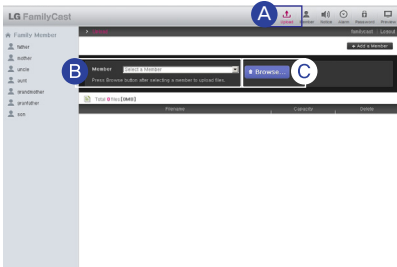 LG FamilyCast
A
Upload
Member
Notice
Alarm
Password
Preview
Logout
Family Member
+ Add a Member
father
mother
uncle
aunt
grandmother
grandfather
son
B
Member
Select a Member
Browse...
C
Press Browse button after selecting a member to upload files.
Total 0 files[0MB]
Filename
Capacity
Delete